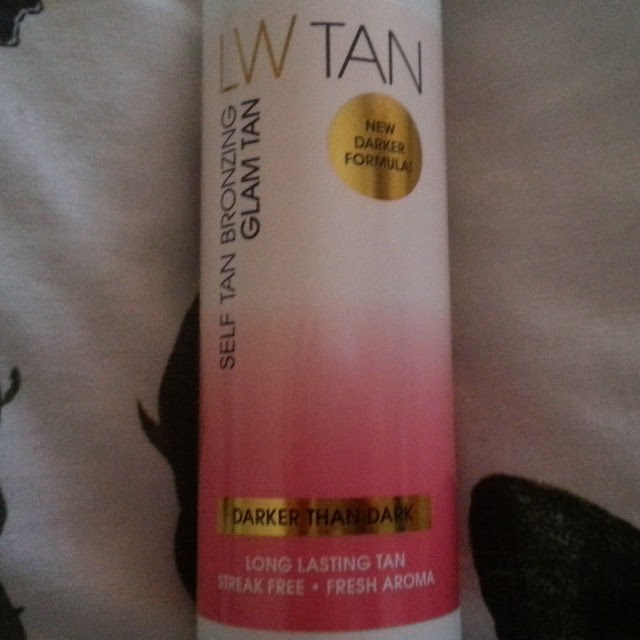 LW TAN
NEW
DARKER
FORMULA!
SELF TAN BRONZING
GLAM TAN
DARKER THAN DARK
LONG LASTING TAN
STREAK FREE • FRESH AROMA